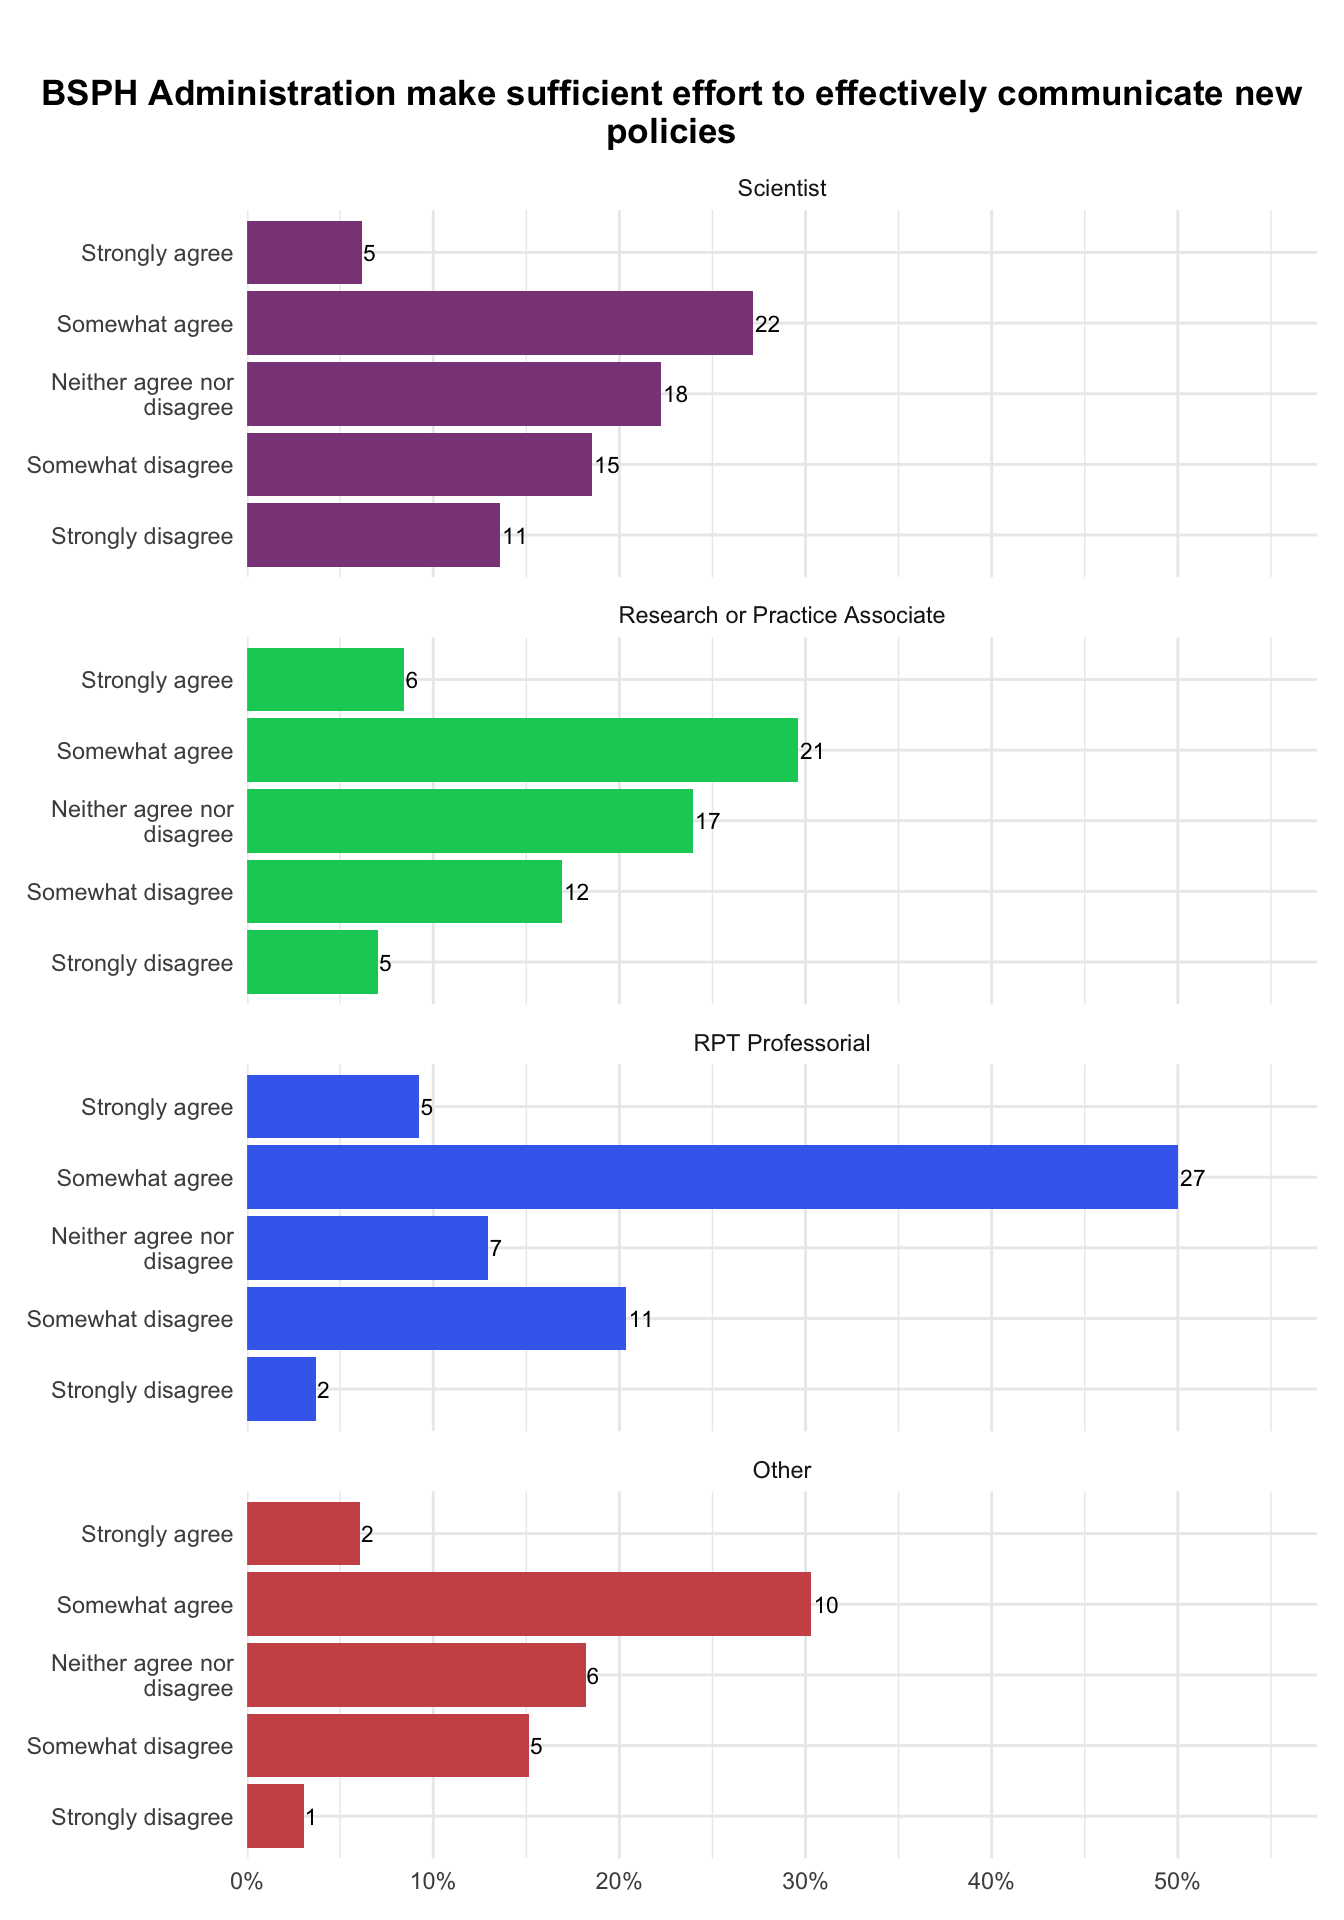 BSPH Administration make sufficient effort to effectively communicate new
policies
Scientist
Strongly agree
5
Somewhat agree
22
Neither agree nor
disagree
18
Somewhat disagree
15
Strongly disagree
11
Research or Practice Associate
Strongly agree
6
Somewhat agree
21
Neither agree nor
disagree
17
Somewhat disagree
12
Strongly disagree
5
RPT Professorial
Strongly agree
5
Somewhat agree
27
Neither agree nor
disagree
7
Somewhat disagree
11
Strongly disagree
2
Other
Strongly agree
2
Somewhat agree
10
Neither agree nor
disagree
6
Somewhat disagree
5
Strongly disagree
1
0% 10% 20% 30% 40% 50%